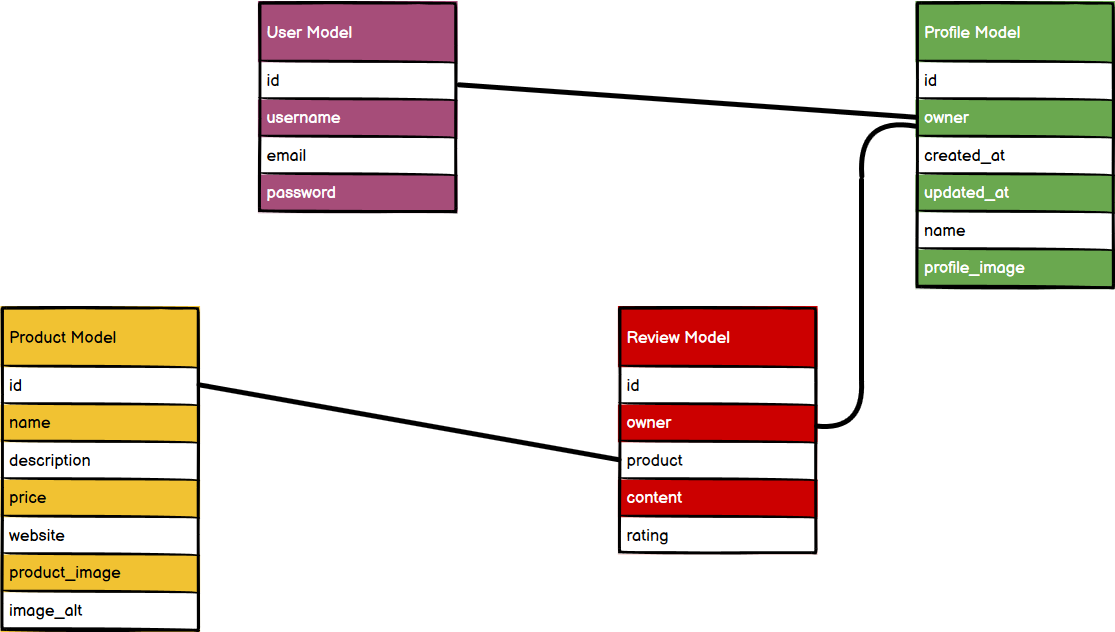 User Model
id
username
email
password
Profile Model
id
owner
created_at
updated_at
name
profile_image
Product Model
id
name
description
price
website
product_image
image_alt
Review Model
id
owner
product
content
rating